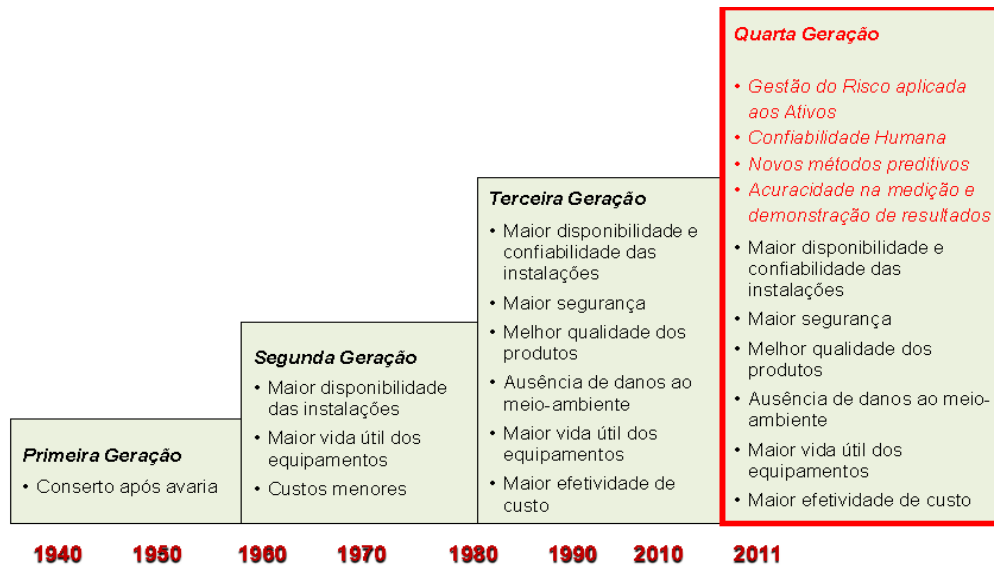 Primeira Geração
• Conserto após avaria
Segunda Geração
• Maior disponibilidade
das instalações
• Maior vida útil dos
equipamentos
• Custos menores
Terceira Geração
• Maior disponibilidade e
confiabilidade das
instalações
• Maior segurança
• Melhor qualidade dos
produtos
• Ausência de danos ao
meio-ambiente
• Maior vida útil dos
equipamentos
• Maior efetividade de
custo
Quarta Geração
• Gestão do Risco aplicada
aos Ativos
• Confiabilidade Humana
• Novos métodos preditivos
• Acuracidade na medição e
demonstração de resultados
• Maior disponibilidade e
confiabilidade das
instalações
• Maior segurança
• Melhor qualidade dos
produtos
• Ausência de danos ao meio-
ambiente
• Maior vida útil dos
equipamentos
• Maior efetividade de custo
1940 1950 1960 1970 1980 1990 2010 2011